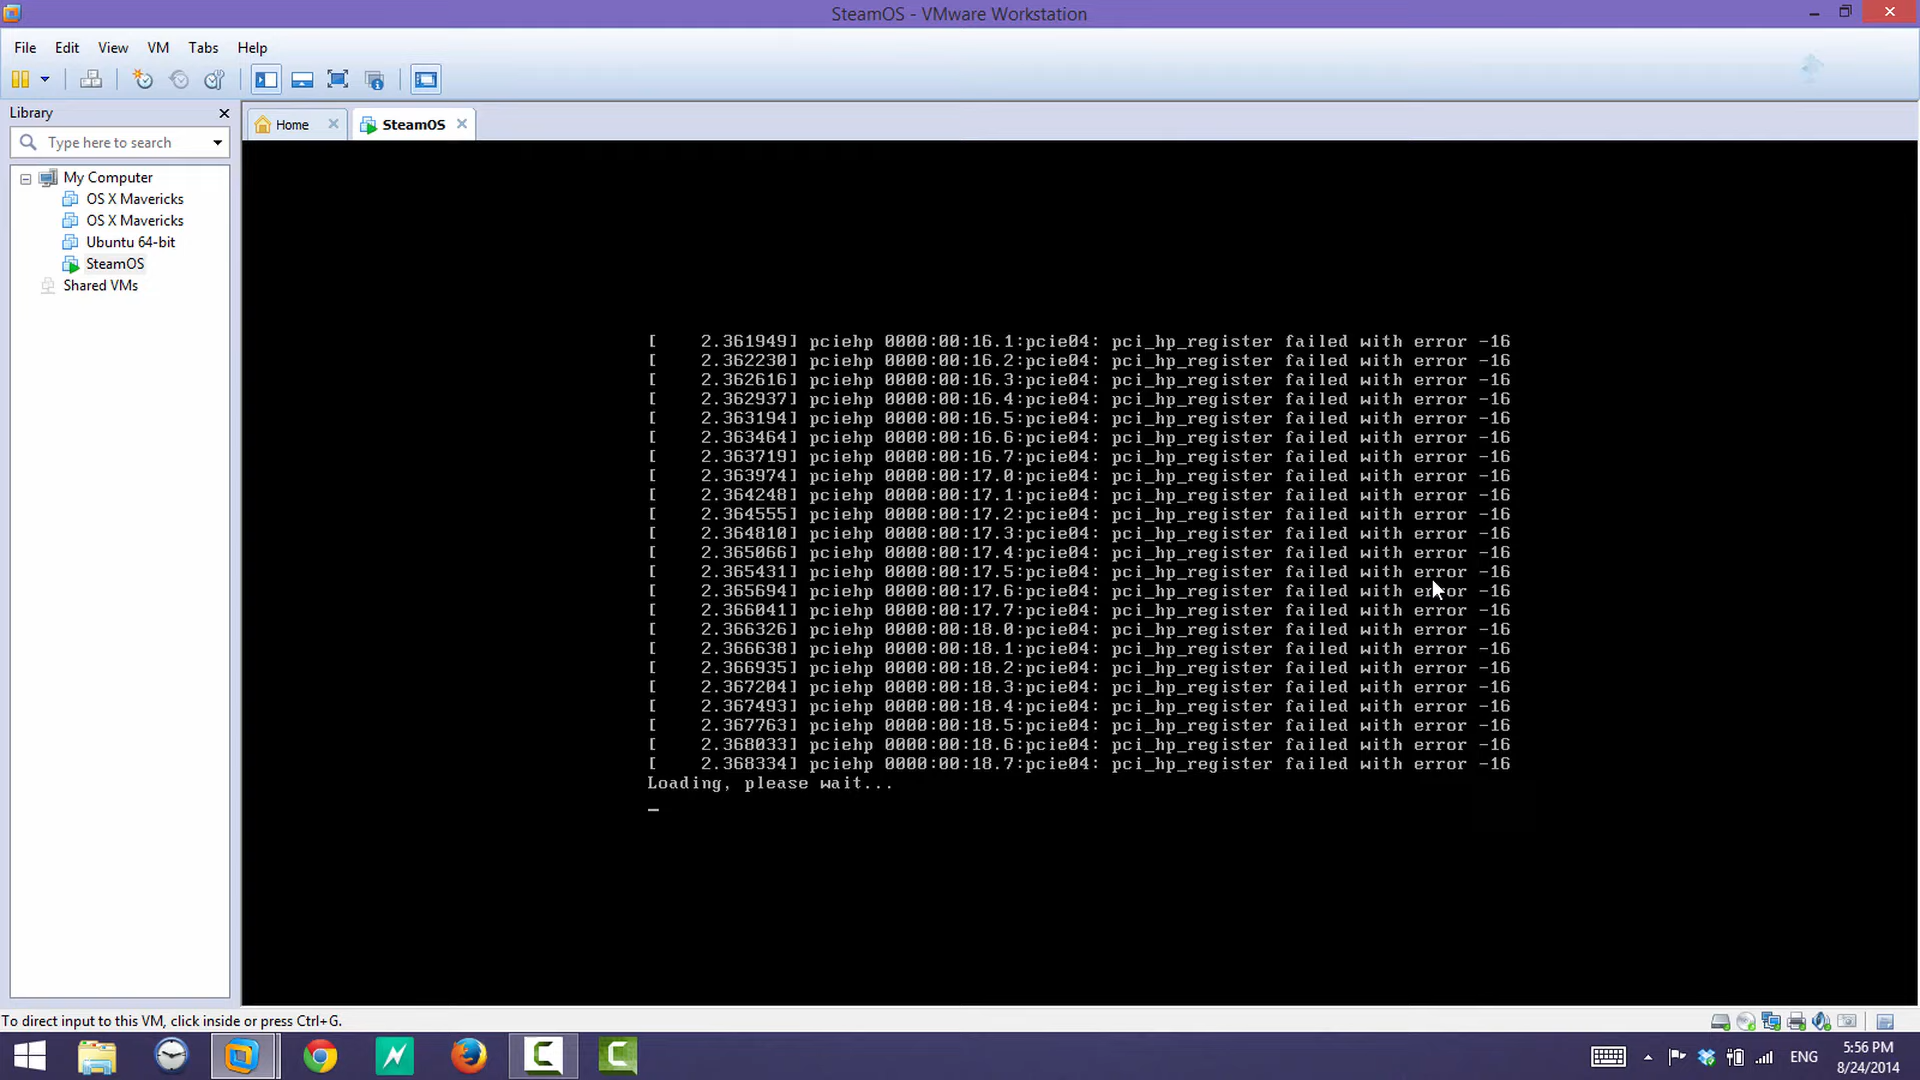 SteamOS - VMware Workstation
File Edit View VM Tabs Help
Library
Type here to search
Home
SteamOS
My Computer
OS X Mavericks
OS X Mavericks
Ubuntu 64-bit
SteamOS
Shared VMs
[    2.361949] pciehp 0000:00:16.1:pcie04: pci_hp_register failed with error -16
[    2.362230] pciehp 0000:00:16.2:pcie04: pci_hp_register failed with error -16
[    2.362616] pciehp 0000:00:16.3:pcie04: pci_hp_register failed with error -16
[    2.362937] pciehp 0000:00:16.4:pcie04: pci_hp_register failed with error -16
[    2.363194] pciehp 0000:00:16.5:pcie04: pci_hp_register failed with error -16
[    2.363464] pciehp 0000:00:16.6:pcie04: pci_hp_register failed with error -16
[    2.363719] pciehp 0000:00:16.7:pcie04: pci_hp_register failed with error -16
[    2.363974] pciehp 0000:00:17.0:pcie04: pci_hp_register failed with error -16
[    2.364248] pciehp 0000:00:17.1:pcie04: pci_hp_register failed with error -16
[    2.364555] pciehp 0000:00:17.2:pcie04: pci_hp_register failed with error -16
[    2.364810] pciehp 0000:00:17.3:pcie04: pci_hp_register failed with error -16
[    2.365066] pciehp 0000:00:17.4:pcie04: pci_hp_register failed with error -16
[    2.365431] pciehp 0000:00:17.5:pcie04: pci_hp_register failed with error -16
[    2.365694] pciehp 0000:00:17.6:pcie04: pci_hp_register failed with error -16
[    2.366041] pciehp 0000:00:17.7:pcie04: pci_hp_register failed with error -16
[    2.366326] pciehp 0000:00:18.0:pcie04: pci_hp_register failed with error -16
[    2.366638] pciehp 0000:00:18.1:pcie04: pci_hp_register failed with error -16
[    2.366935] pciehp 0000:00:18.2:pcie04: pci_hp_register failed with error -16
[    2.367204] pciehp 0000:00:18.3:pcie04: pci_hp_register failed with error -16
[    2.367493] pciehp 0000:00:18.4:pcie04: pci_hp_register failed with error -16
[    2.367763] pciehp 0000:00:18.5:pcie04: pci_hp_register failed with error -16
[    2.368033] pciehp 0000:00:18.6:pcie04: pci_hp_register failed with error -16
[    2.368334] pciehp 0000:00:18.7:pcie04: pci_hp_register failed with error -16
Loading, please wait...
_
To direct input to this VM, click inside or press Ctrl+G.
ENG
5:56 PM
8/24/2014